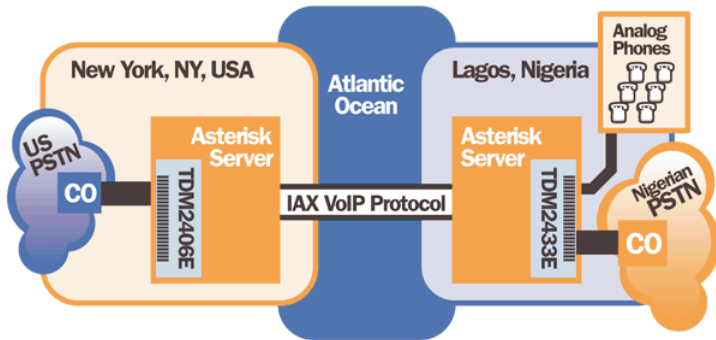 New York, NY, USA
Atlantic
Ocean
Lagos, Nigeria
Analog
Phones
US
PSTN
CO
Asterisk
Server
TDM2406E
IAX VoIP Protocol
Asterisk
Server
TDM2433E
Nigerian
PSTN
CO